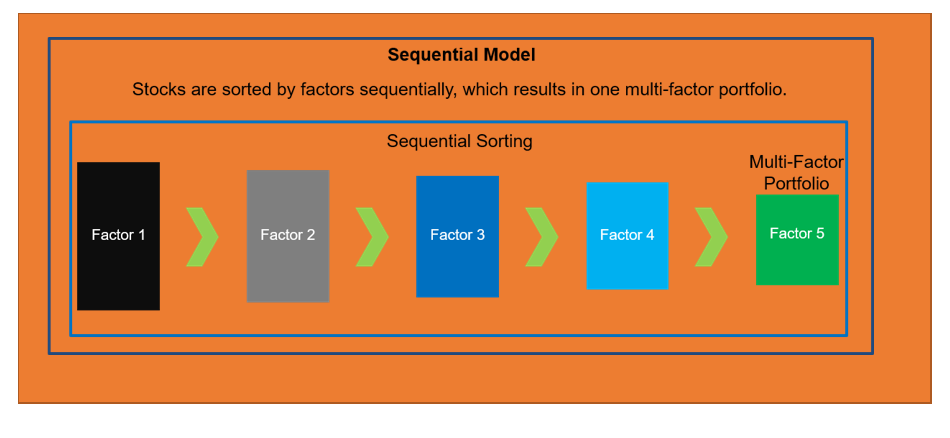 Sequential Model
Stocks are sorted by factors sequentially, which results in one multi-factor portfolio.
Sequential Sorting
Multi-Factor
Portfolio
Factor 1
Factor 2
Factor 3
Factor 4
Factor 5